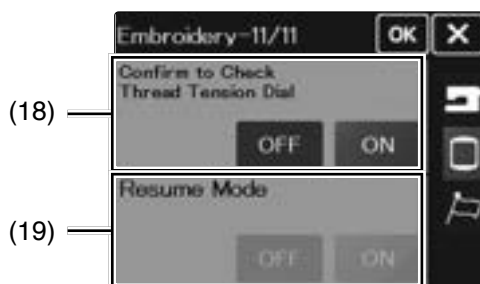 Embroidery-11/11 OK X
(18)
Confirm to Check
Thread Tension Dial
OFF ON
(19)
Resume Mode
OFF ON